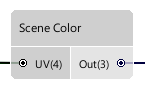 Scene Color
UV(4) Out(3)